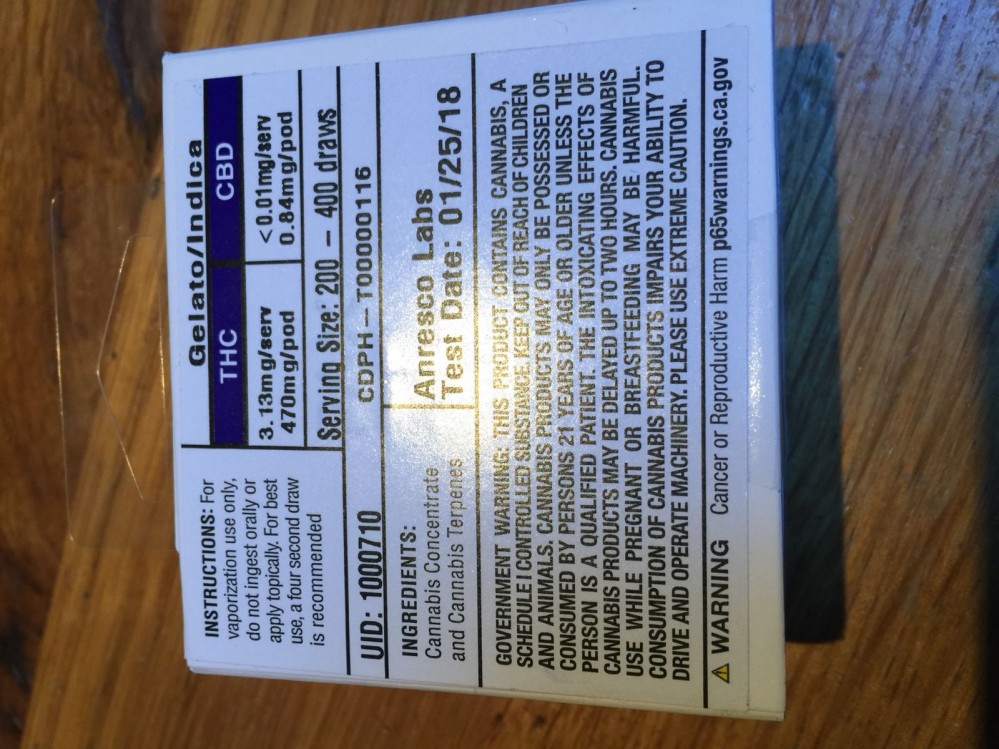 INSTRUCTIONS: For
vaporization use only,
do not ingest orally or
apply topically. For best
use, a four second draw
is recommended
Gelato/Indica
THC CBD
3.13mg/serv <0.01mg/serv
470mg/pod 0.84mg/pod
Serving Size: 200 – 400 draws
UID: 1000710 CDPH – T00000116
INGREDIENTS:
Cannabis Concentrate
and Cannabis Terpenes
Anresco Labs
Test Date: 01/25/18
GOVERNMENT WARNING: THIS PRODUCT CONTAINS CANNABIS, A
SCHEDULE I CONTROLLED SUBSTANCE. KEEP OUT OF REACH OF CHILDREN
AND ANIMALS. CANNABIS PRODUCTS MAY ONLY BE POSSESSED OR
CONSUMED BY PERSONS 21 YEARS OF AGE OR OLDER UNLESS THE
PERSON IS A QUALIFIED PATIENT. THE INTOXICATING EFFECTS OF
CANNABIS PRODUCTS MAY BE DELAYED UP TO TWO HOURS. CANNABIS
USE WHILE PREGNANT OR BREASTFEEDING MAY BE HARMFUL.
CONSUMPTION OF CANNABIS PRODUCTS IMPAIRS YOUR ABILITY TO
DRIVE AND OPERATE MACHINERY. PLEASE USE EXTREME CAUTION.
⚠ WARNING Cancer or Reproductive Harm p65warnings.ca.gov